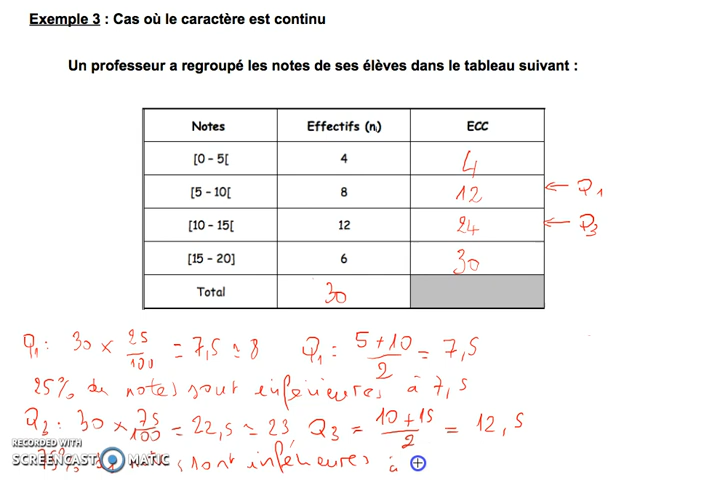 Exemple 3 : Cas où le caractère est continu
Un professeur a regroupé les notes de ses élèves dans le tableau suivant :
Notes Effectifs (nᵢ) ECC
[0 - 5[ 4 4
[5 - 10[ 8 12 ← Q₁
[10 - 15[ 12 24 ← Q₃
[15 - 20] 6 30
Total 30
Q₁ : 30 × 25/100 = 7,5 ≃ 8 Q₁ = (5+10)/2 = 7,5
25% des notes sont inférieures à 7,5
Q₃ : 30 × 75/100 = 22,5 ≃ 23 Q₃ = (10+15)/2 = 12,5
RECORDED WITH
SCREENCAST MATIC
75% sont inférieures à